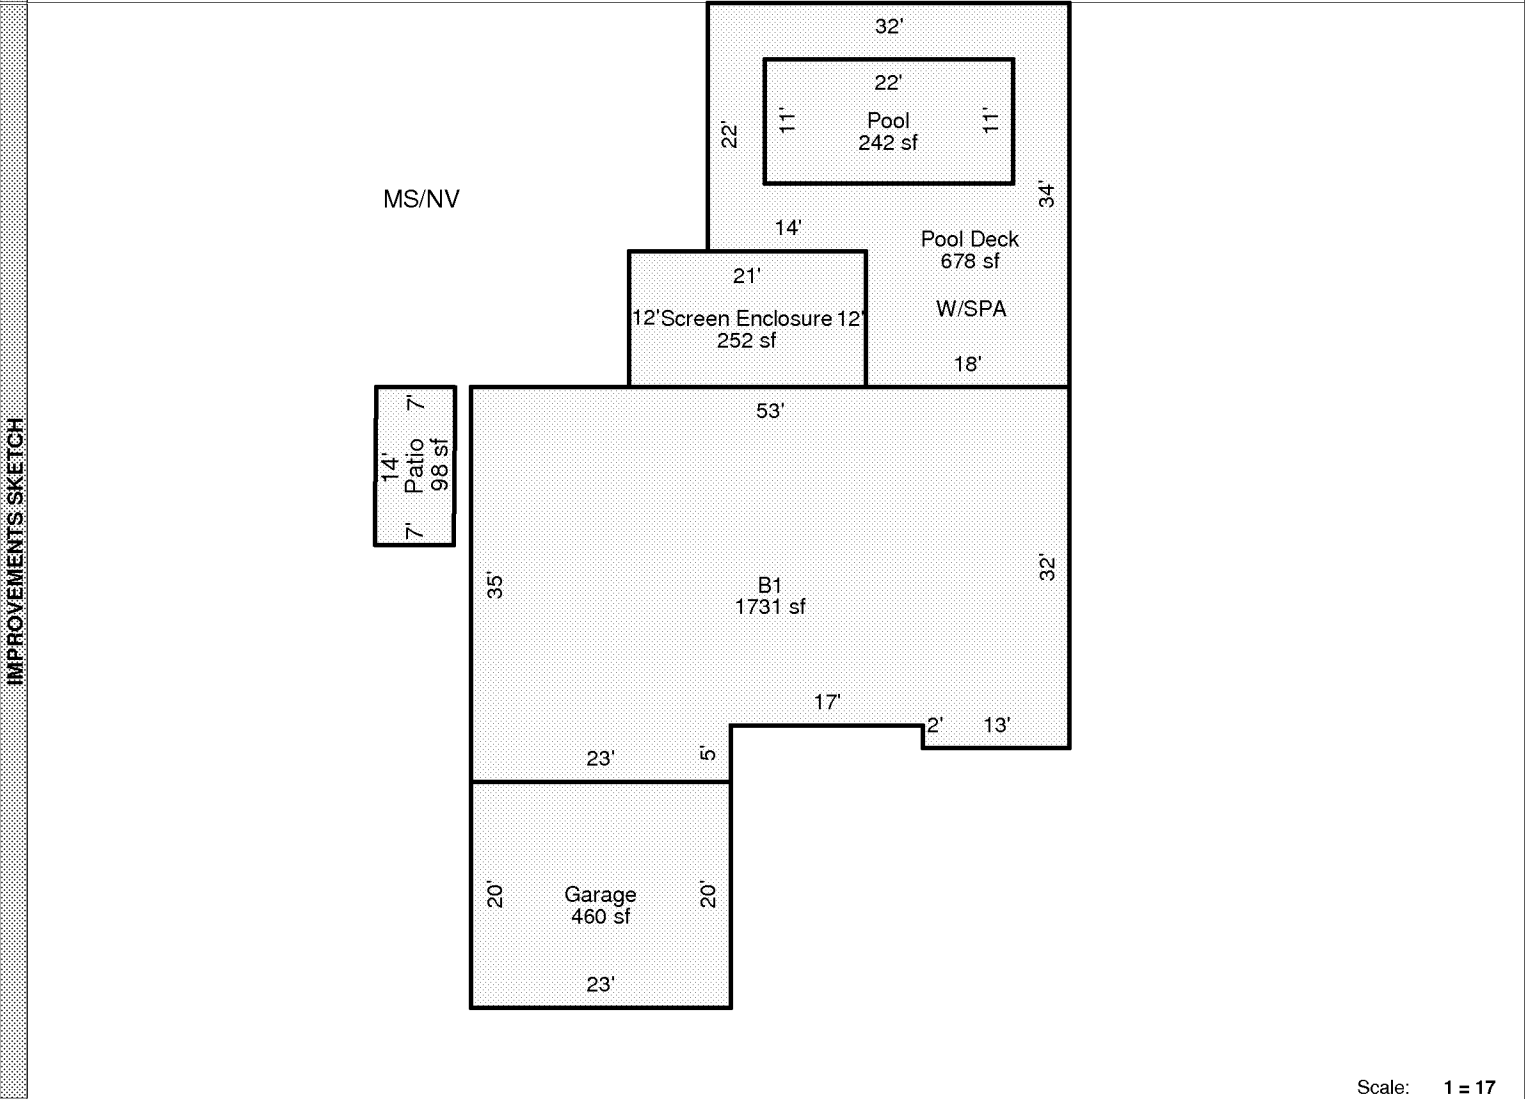 IMPROVEMENTS SKETCH
32'
22'
11'
11'
Pool
242 sf
22'
34'
MS/NV
14'
Pool Deck
678 sf
W/SPA
18'
21'
12'
Screen Enclosure
12'
252 sf
7'
14'
Patio
98 sf
7'
53'
35'
32'
B1
1731 sf
17'
2'
13'
5'
23'
20'
20'
Garage
460 sf
23'
Scale: 1 = 17